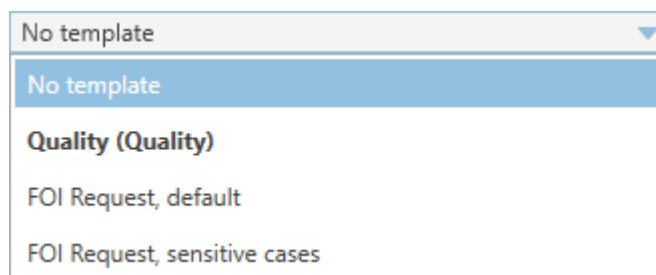 No template
No template
Quality (Quality)
FOI Request, default
FOI Request, sensitive cases